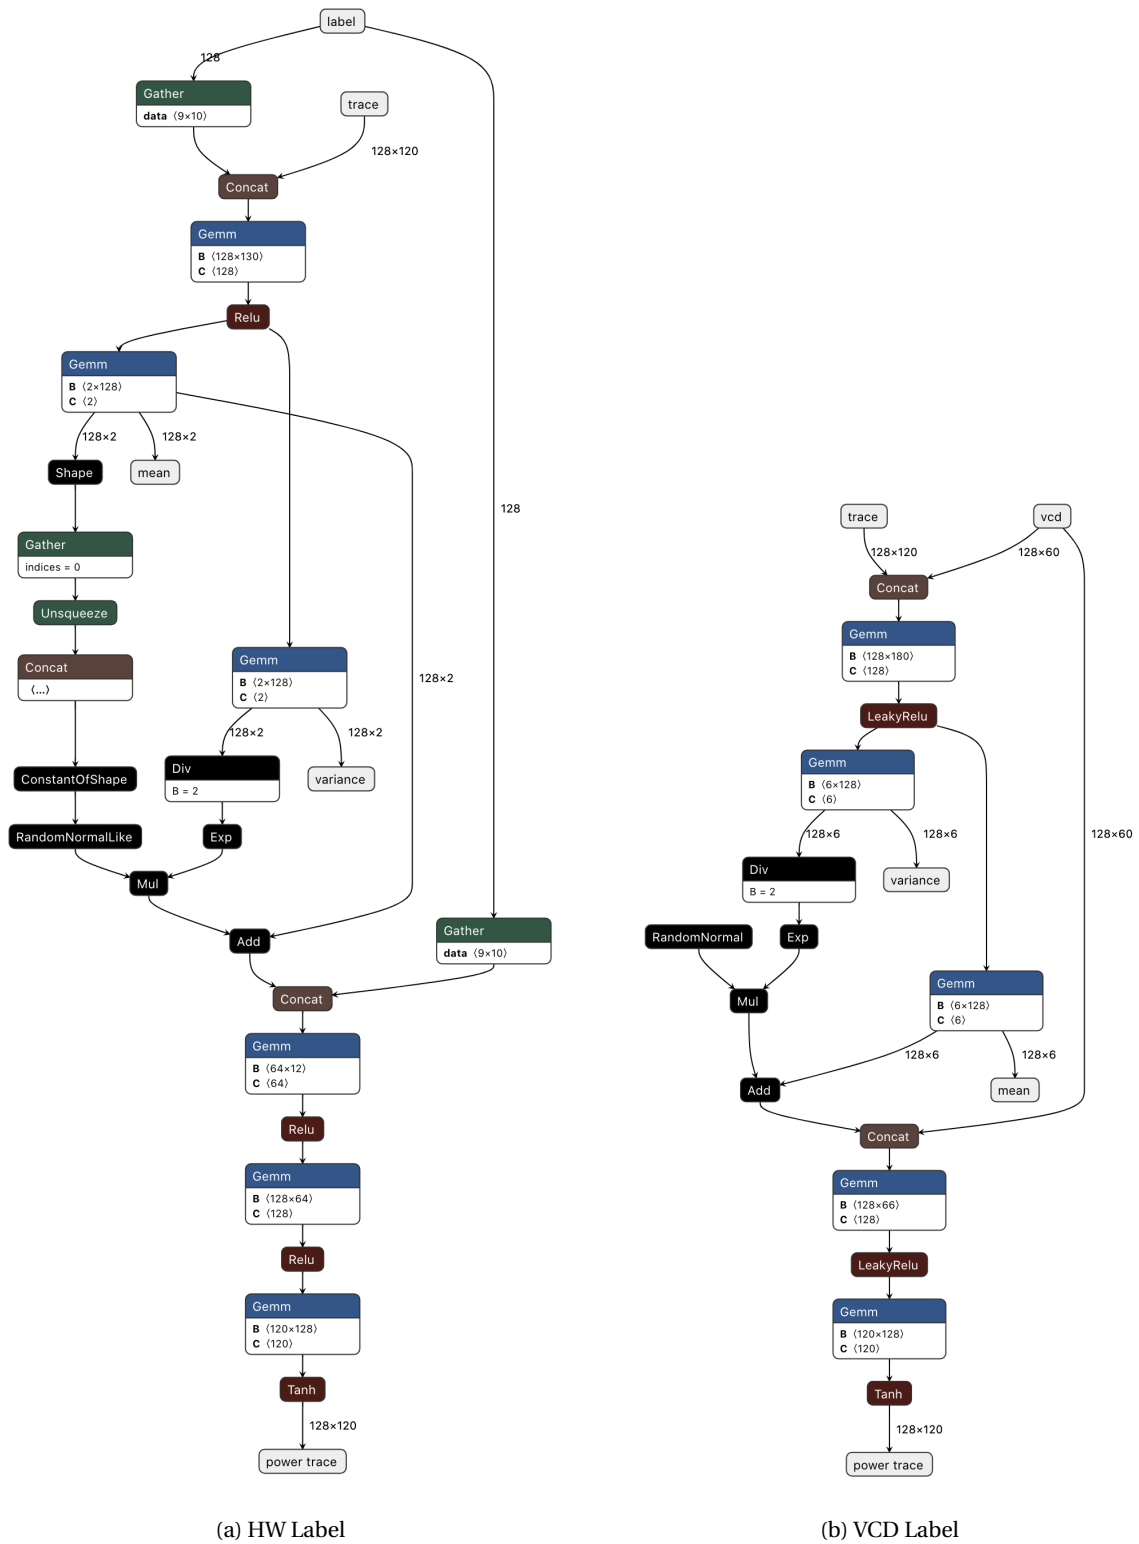 label
128
Gather
data ⟨9×10⟩
trace
128×120
Concat
Gemm
B ⟨128×130⟩
C ⟨128⟩
Relu
Gemm
B ⟨2×128⟩
C ⟨2⟩
128×2
128×2
Shape
mean
Gather
indices = 0
Unsqueeze
Concat
⟨...⟩
Gemm
B ⟨2×128⟩
C ⟨2⟩
128×2
128×2
128×2
128
Div
B = 2
variance
ConstantOfShape
RandomNormalLike
Exp
Mul
Add
Gather
data ⟨9×10⟩
Concat
Gemm
B ⟨64×12⟩
C ⟨64⟩
Relu
Gemm
B ⟨128×64⟩
C ⟨128⟩
Relu
Gemm
B ⟨120×128⟩
C ⟨120⟩
Tanh
128×120
power trace
(a) HW Label
trace
vcd
128×120
128×60
Concat
Gemm
B ⟨128×180⟩
C ⟨128⟩
LeakyRelu
Gemm
B ⟨6×128⟩
C ⟨6⟩
128×6
128×6
128×60
Div
B = 2
variance
RandomNormal
Exp
Mul
Gemm
B ⟨6×128⟩
C ⟨6⟩
128×6
128×6
Add
mean
Concat
Gemm
B ⟨128×66⟩
C ⟨128⟩
LeakyRelu
Gemm
B ⟨120×128⟩
C ⟨120⟩
Tanh
128×120
power trace
(b) VCD Label